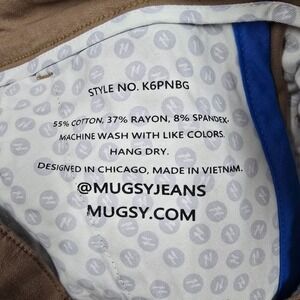 STYLE NO. K6PNBG
55% COTTON, 37% RAYON, 8% SPANDEX.
MACHINE WASH WITH LIKE COLORS.
HANG DRY.
DESIGNED IN CHICAGO, MADE IN VIETNAM.
@MUGSYJEANS
MUGSY.COM